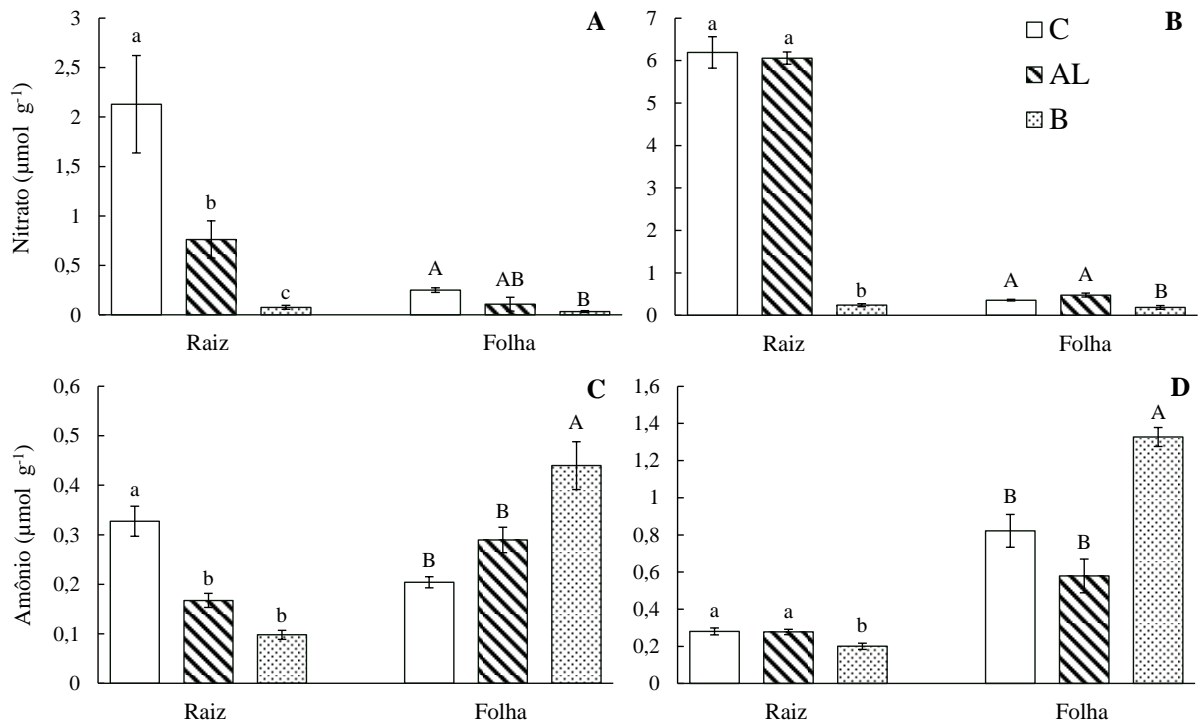 A
Nitrato (µmol g-1)
3
2,5
2
1,5
1
0,5
0
a
b
c
A
AB
B
Raiz
Folha
B
7
6
5
4
3
2
1
0
a
a
b
A
A
B
Raiz
Folha
C
AL
B
C
Amônio (µmol g-1)
0,6
0,5
0,4
0,3
0,2
0,1
0
a
b
b
B
B
A
Raiz
Folha
D
1,6
1,4
1,2
1
0,8
0,6
0,4
0,2
0
a
a
b
B
B
A
Raiz
Folha